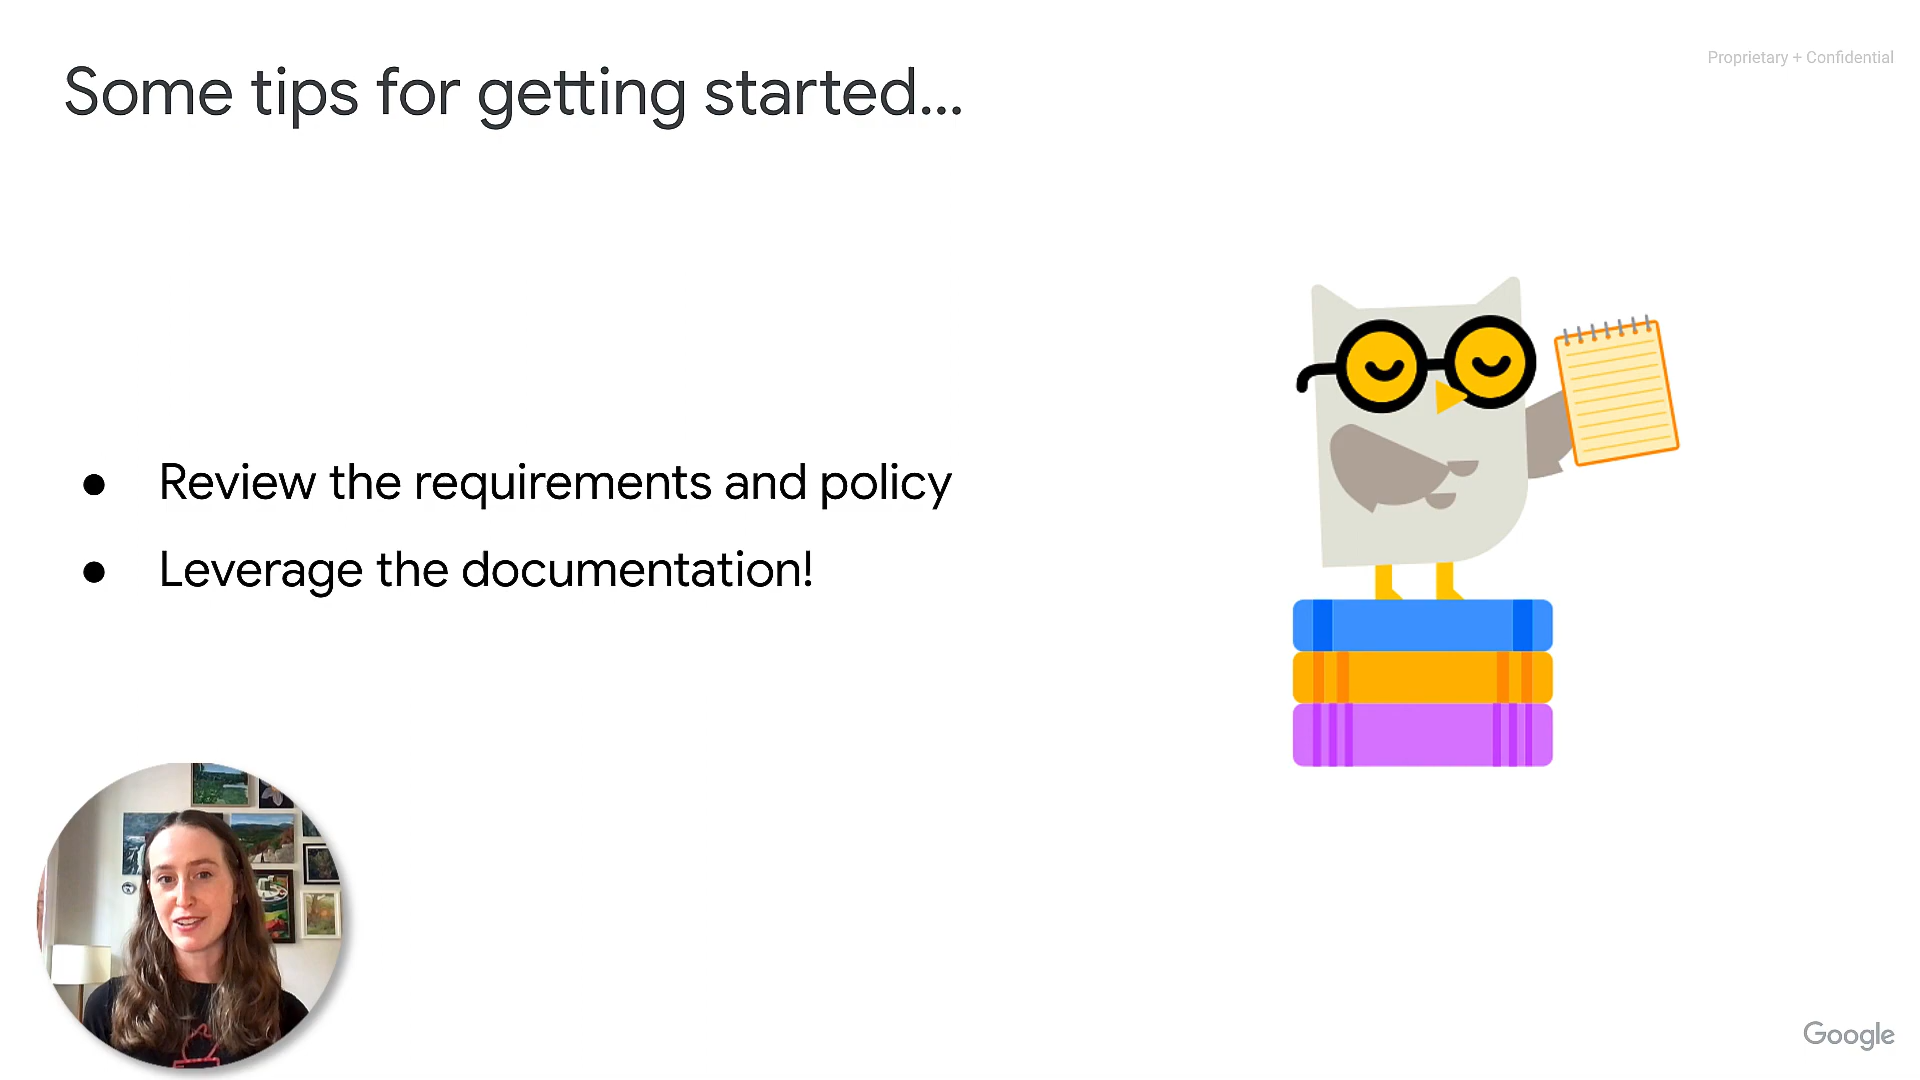 Proprietary + Confidential
Some tips for getting started...
● Review the requirements and policy
● Leverage the documentation!
Google